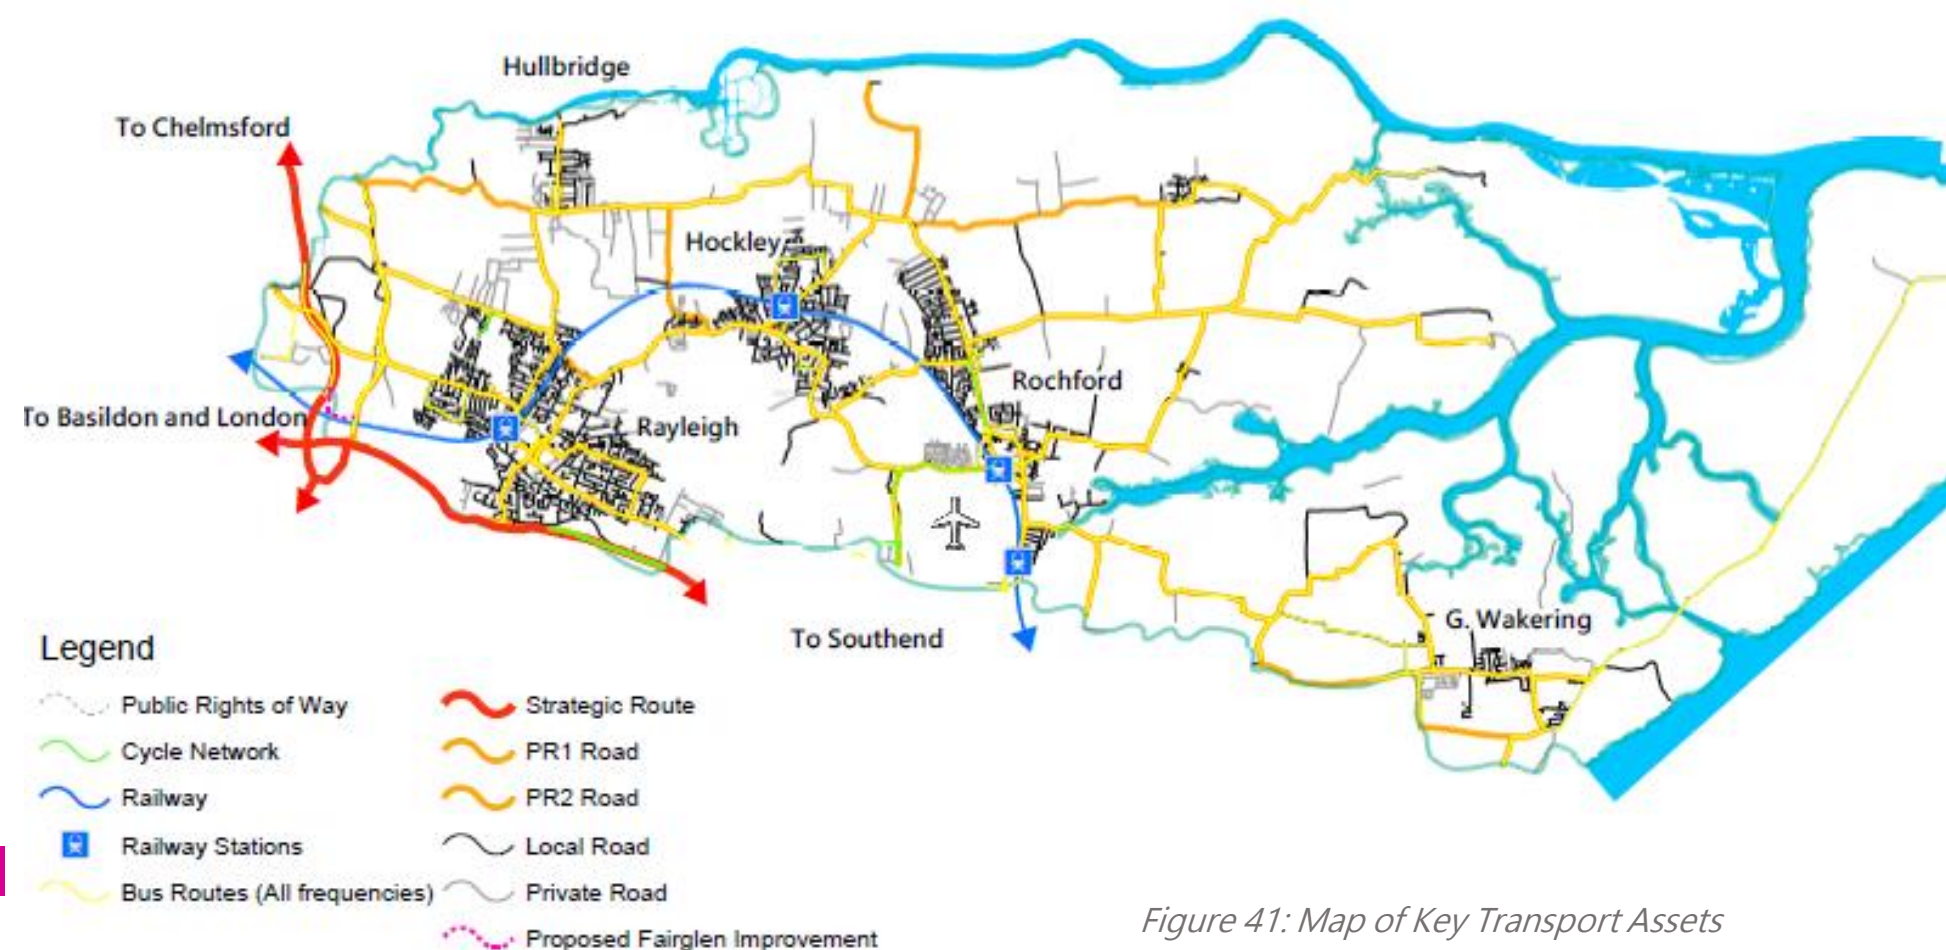 Hullbridge
To Chelmsford
Hockley
Rochford
To Basildon and London
Rayleigh
G. Wakering
To Southend
Legend
Public Rights of Way
Cycle Network
Railway
Railway Stations
Bus Routes (All frequencies)
Strategic Route
PR1 Road
PR2 Road
Local Road
Private Road
Proposed Fairglen Improvement
Figure 41: Map of Key Transport Assets